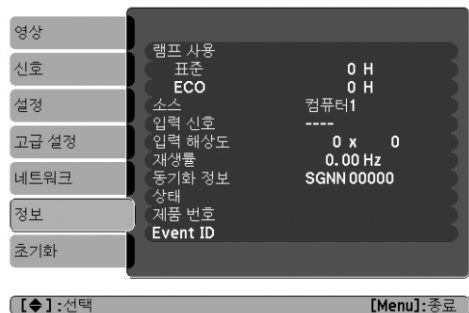 영상
신호
설정
고급 설정
네트워크
정보
초기화
램프 사용
표준 0 H
ECO 0 H
소스 컴퓨터1
입력 신호 ----
입력 해상도 0 x 0
재생률 0.00 Hz
동기화 정보 SGNN 00000
상태
제품 번호
Event ID
[◆] :선택 [Menu]:종료